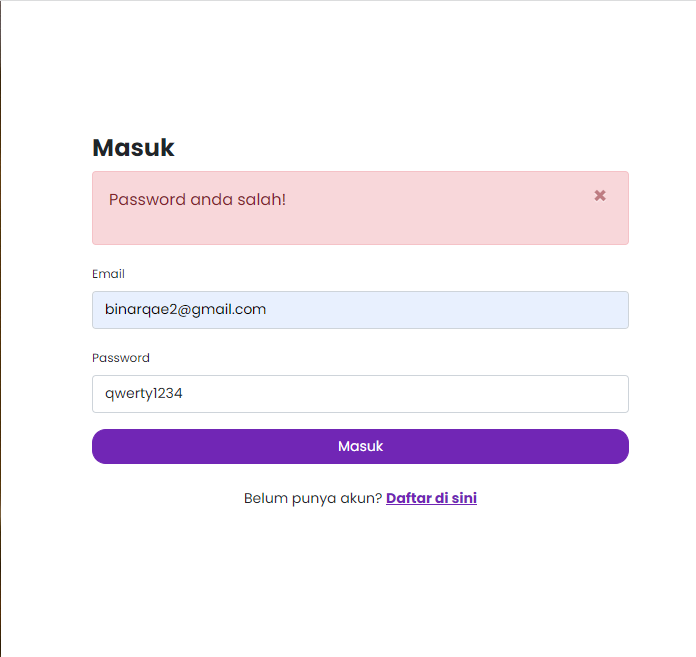 Masuk
Password anda salah!
×
Email
binarqae2@gmail.com
Password
qwerty1234
Masuk
Belum punya akun? Daftar di sini